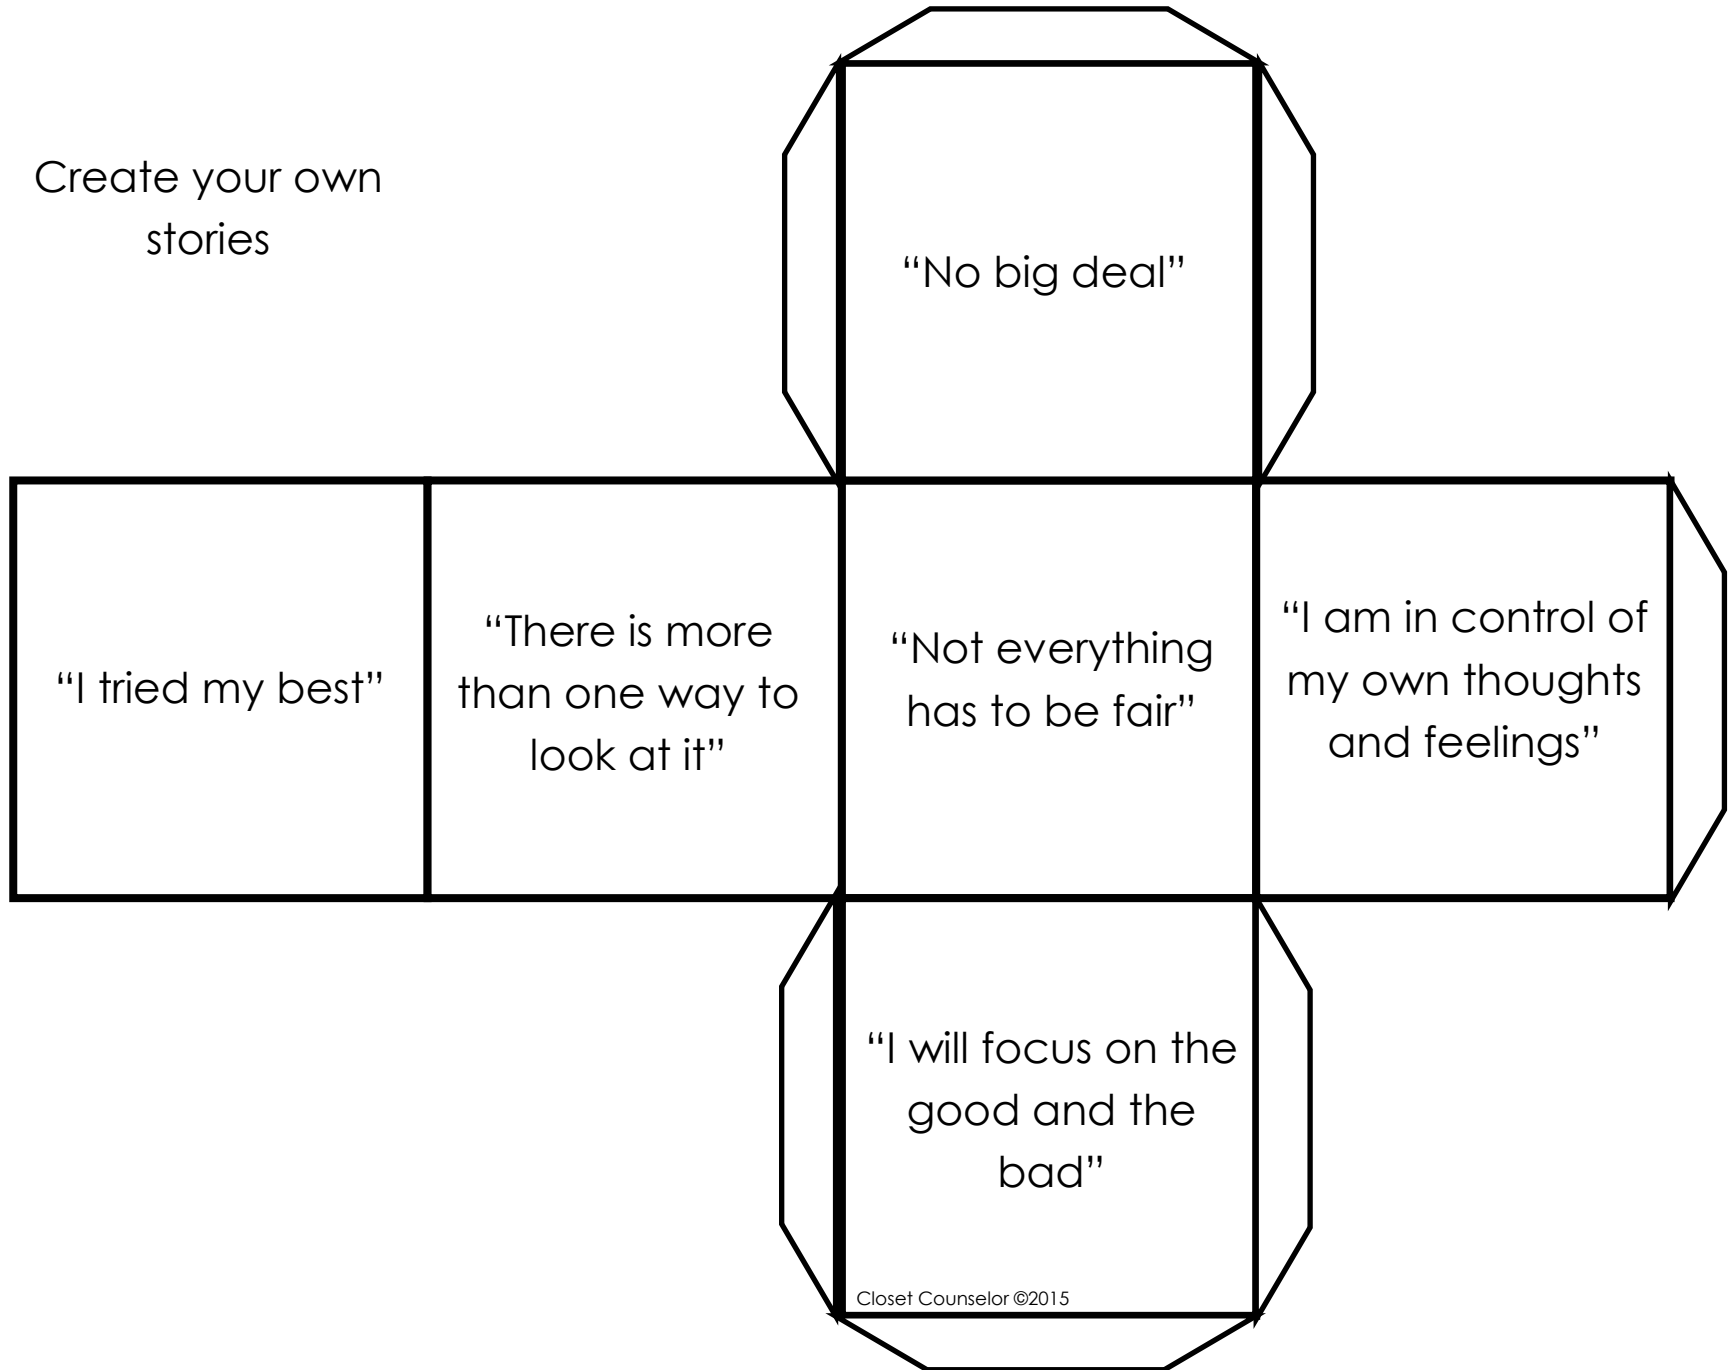 Create your own
stories
“No big deal”
“I tried my best”
“There is more
than one way to
look at it”
“Not everything
has to be fair”
“I am in control of
my own thoughts
and feelings”
“I will focus on the
good and the
bad”
Closet Counselor ©2015